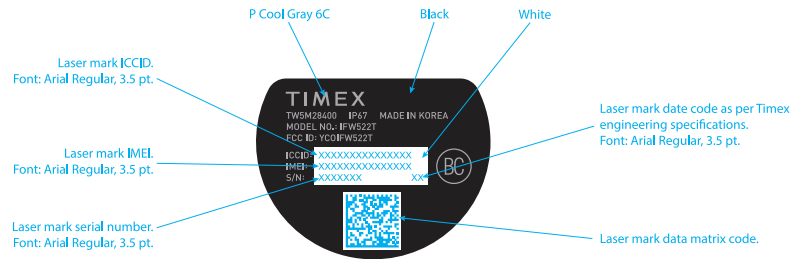 P Cool Gray 6C
Black
White
Laser mark ICCID.
Font: Arial Regular, 3.5 pt.
TIMEX
TW5M28400 IP67 MADE IN KOREA
MODEL NO.: IFW522T
FCC ID: YCOIFW522T
ICCID: XXXXXXXXXXXXXXX
IMEI: XXXXXXXXXXXXXXX
S/N: XXXXXXX XX
BC
Laser mark IMEI.
Font: Arial Regular, 3.5 pt.
Laser mark serial number.
Font: Arial Regular, 3.5 pt.
Laser mark date code as per Timex
engineering specifications.
Font: Arial Regular, 3.5 pt.
Laser mark data matrix code.